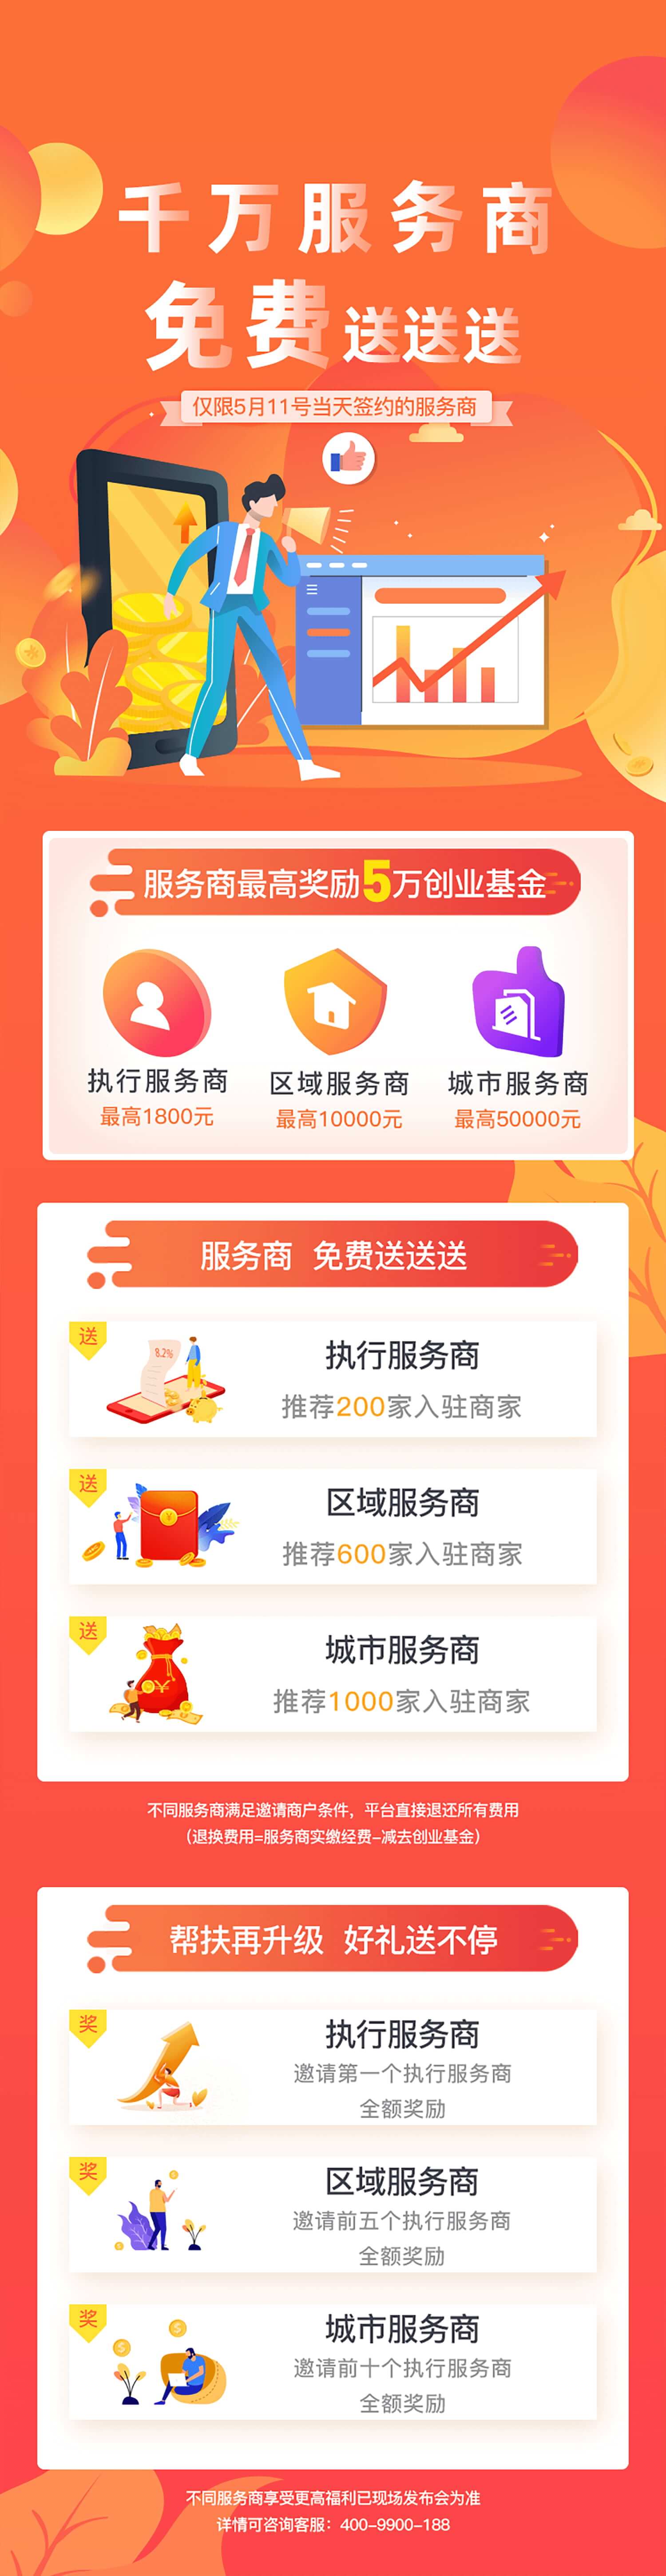 千万服务商
免费送送送
仅限5月11号当天签约的服务商
服务商最高奖励5万创业基金
执行服务商
最高1800元
区域服务商
最高10000元
城市服务商
最高50000元
服务商 免费送送送
送
8.2%
执行服务商
推荐200家入驻商家
送
区域服务商
推荐600家入驻商家
送
城市服务商
推荐1000家入驻商家
不同服务商满足邀请商户条件，平台直接退还所有费用
（退换费用=服务商实缴经费-减去创业基金）
帮扶再升级 好礼送不停
奖
执行服务商
邀请第一个执行服务商
全额奖励
奖
区域服务商
邀请前五个执行服务商
全额奖励
奖
城市服务商
邀请前十个执行服务商
全额奖励
不同服务商享受更高福利已现场发布会为准
详情可咨询客服：400-9900-188